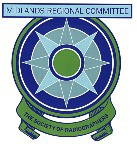 MIDLANDS REGIONAL COMMITTEE
THE SOCIETY OF RADIOGRAPHERS